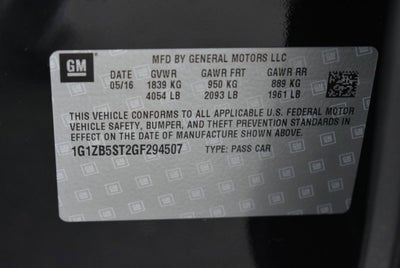 GM
MFD BY GENERAL MOTORS LLC
DATE GVWR GAWR FRT GAWR RR
05/16 1839 KG 950 KG 889 KG
4054 LB 2093 LB 1961 LB
THIS VEHICLE CONFORMS TO ALL APPLICABLE U.S. FEDERAL MOTOR
VEHICLE SAFETY, BUMPER, AND THEFT PREVENTION STANDARDS IN
EFFECT ON THE DATE OF MANUFACTURE SHOWN ABOVE.
1G1ZB5ST2GF294507 TYPE: PASS CAR